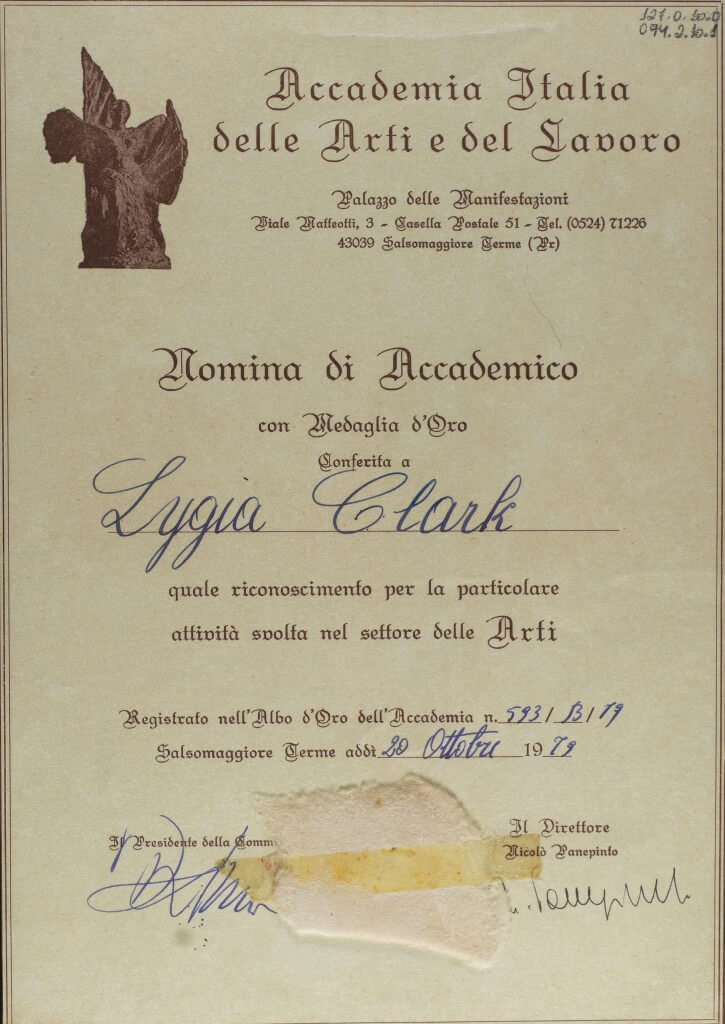 121.0.20.0
094.2.20.1
Accademia Italia
delle Arti e del Lavoro
Palazzo delle Manifestazioni
Viale Matteotti, 3 - Casella Postale 51 - Tel. (0524) 71226
43039 Salsomaggiore Terme (Pr)
Nomina di Accademico
con Medaglia d'Oro
Conferita a
Lygia Clark
quale riconoscimento per la particolare
attività svolta nel settore delle Arti
Registrato nell'Albo d'Oro dell'Accademia n. 593/B/79
Salsomaggiore Terme addì 20 Ottobre 1979
Il Presidente della Comm
Il Direttore
Nicolò Panepinto